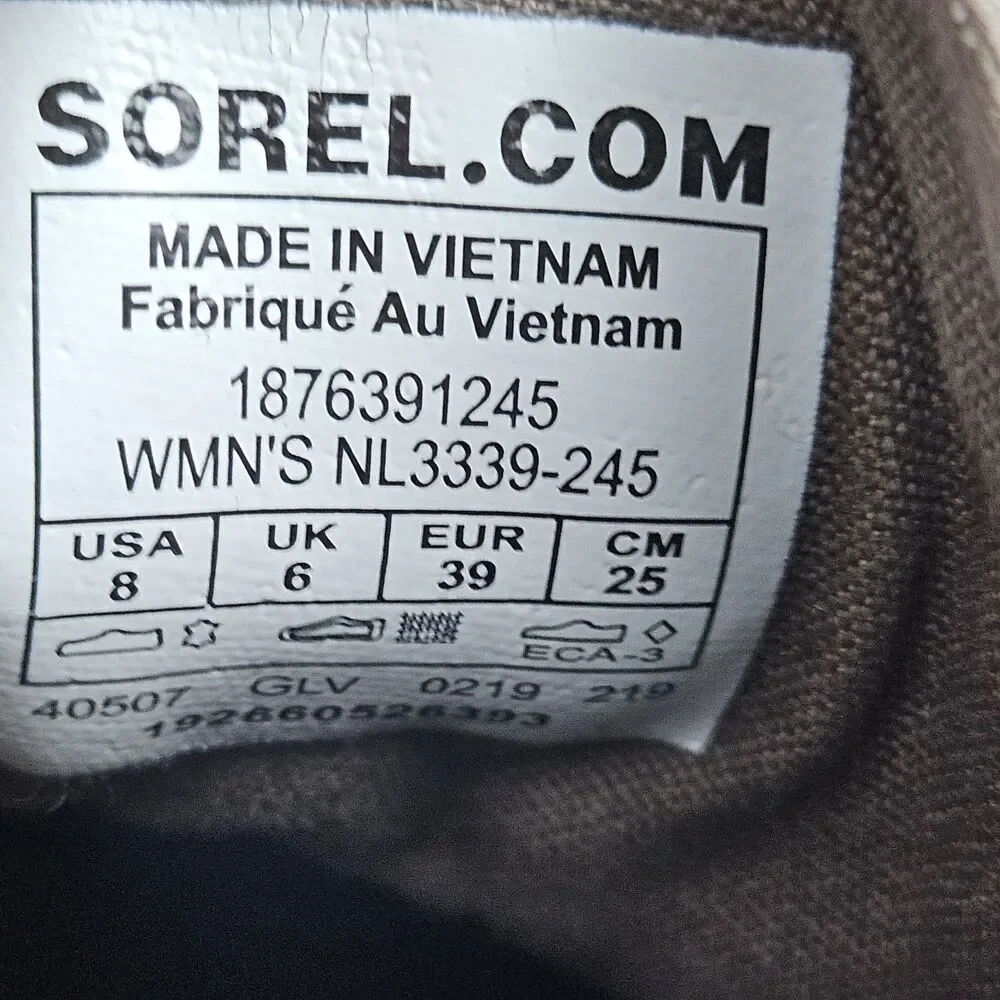 SOREL.COM
MADE IN VIETNAM
Fabriqué Au Vietnam
1876391245
WMN'S NL3339-245
USA UK EUR CM
8 6 39 25
ECA-3
40507 GLV 0219 219
192660526393